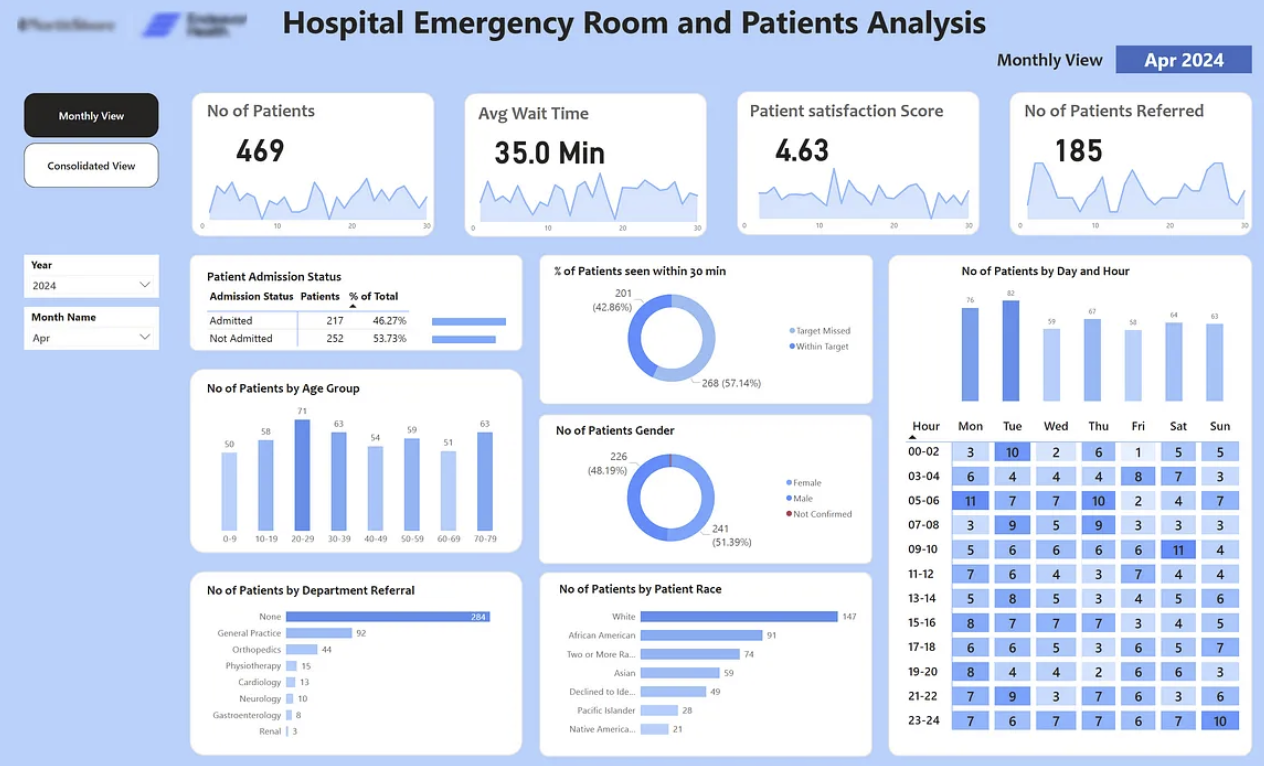 Hospital Emergency Room and Patients Analysis
Monthly View Apr 2024
Monthly View
Consolidated View
No of Patients
469
0 10 20 30
Avg Wait Time
35.0 Min
0 10 20 30
Patient satisfaction Score
4.63
0 10 20 30
No of Patients Referred
185
0 10 20 30
Year
2024
Month Name
Apr
Patient Admission Status
Admission Status Patients % of Total
Admitted 217 46.27%
Not Admitted 252 53.73%
% of Patients seen within 30 min
201
(42.86%)
Target Missed
Within Target
268 (57.14%)
No of Patients by Age Group
50 58 71 63 54 59 51 63
0-9 10-19 20-29 30-39 40-49 50-59 60-69 70-79
No of Patients Gender
226
(48.19%)
Female
Male
Not Confirmed
241
(51.39%)
No of Patients by Department Referral
None 284
General Practice 92
Orthopedics 44
Physiotherapy 15
Cardiology 13
Neurology 10
Gastroenterology 8
Renal 3
No of Patients by Patient Race
White 147
African American 91
Two or More Ra... 74
Asian 59
Declined to Ide... 49
Pacific Islander 28
Native America... 21
No of Patients by Day and Hour
76 82 59 67 58 64 63
Hour Mon Tue Wed Thu Fri Sat Sun
00-02 3 10 2 6 1 5 5
03-04 6 4 4 4 8 7 3
05-06 11 7 7 10 2 4 7
07-08 3 9 5 9 3 3 3
09-10 5 6 6 6 6 11 4
11-12 7 6 4 3 7 4 4
13-14 5 8 5 3 4 5 6
15-16 8 7 7 7 3 4 5
17-18 6 6 5 3 6 5 7
19-20 8 4 4 2 6 6 3
21-22 7 9 3 7 6 3 6
23-24 7 6 7 7 6 7 10